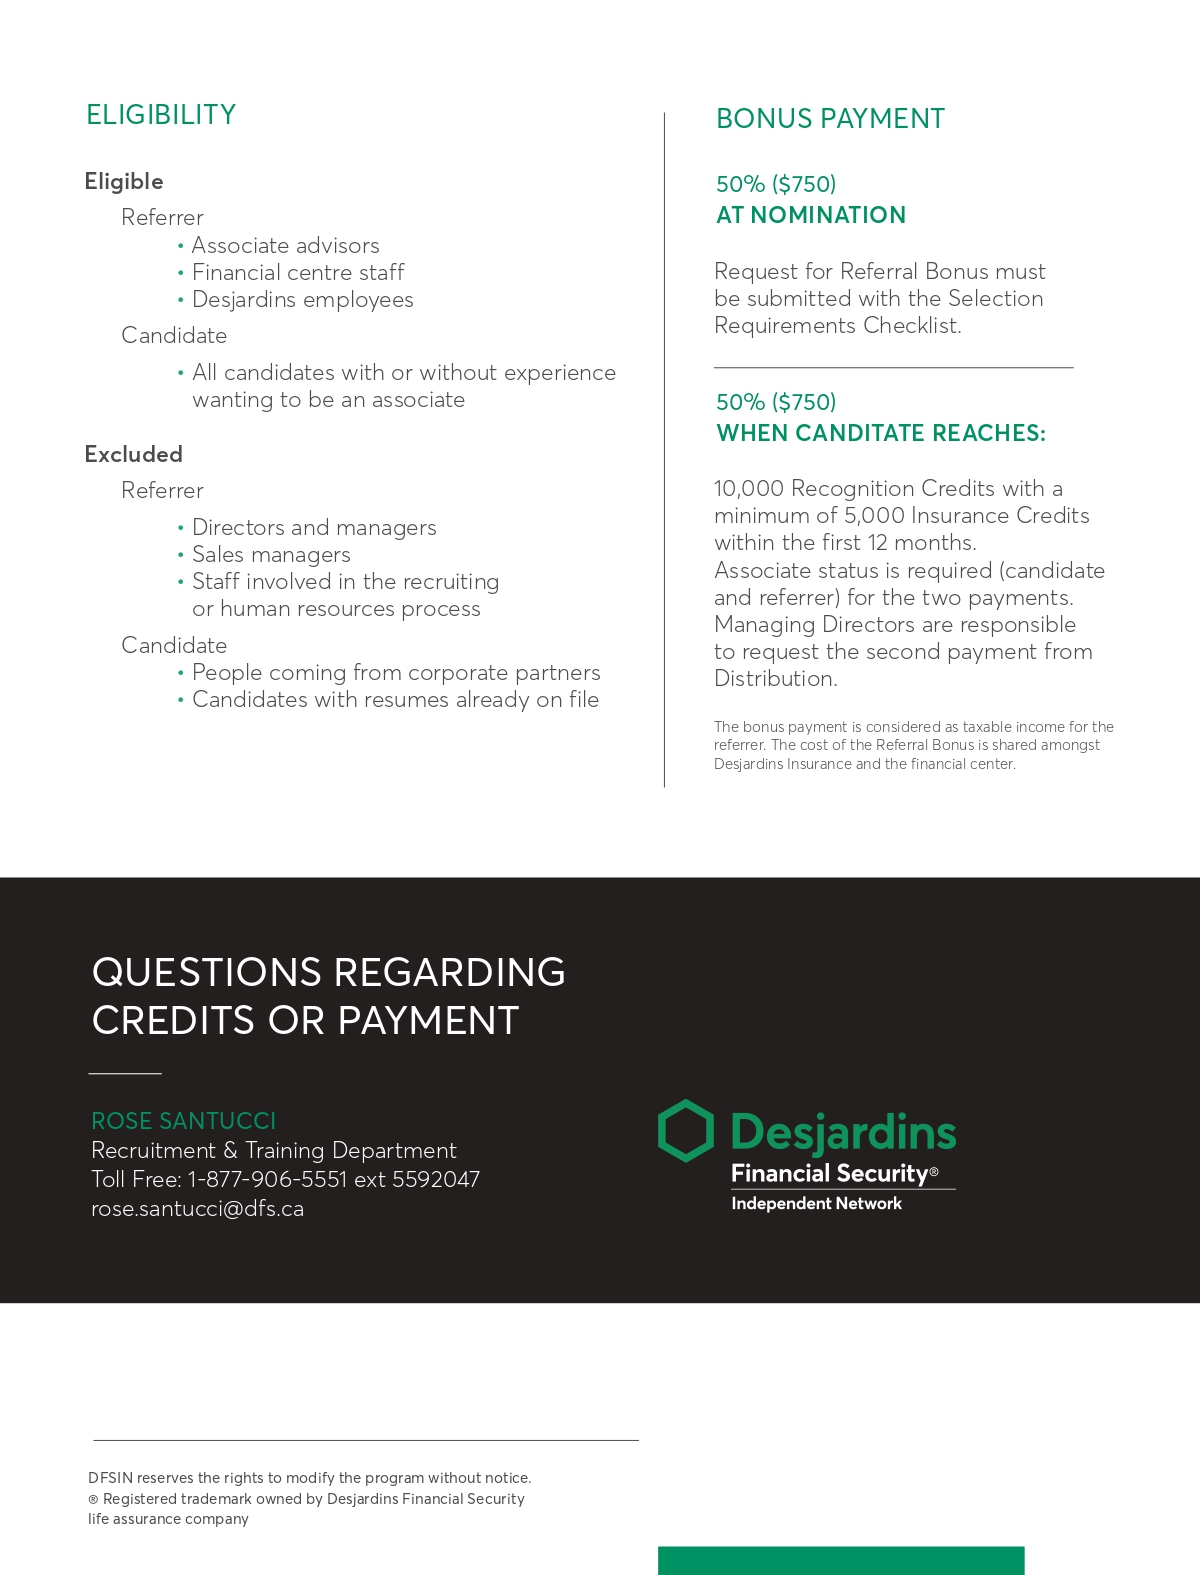 ELIGIBILITY
Eligible
Referrer
• Associate advisors
• Financial centre staff
• Desjardins employees
Candidate
• All candidates with or without experience
wanting to be an associate
Excluded
Referrer
• Directors and managers
• Sales managers
• Staff involved in the recruiting
or human resources process
Candidate
• People coming from corporate partners
• Candidates with resumes already on file
BONUS PAYMENT
50% ($750)
AT NOMINATION
Request for Referral Bonus must
be submitted with the Selection
Requirements Checklist.
50% ($750)
WHEN CANDITATE REACHES:
10,000 Recognition Credits with a
minimum of 5,000 Insurance Credits
within the first 12 months.
Associate status is required (candidate
and referrer) for the two payments.
Managing Directors are responsible
to request the second payment from
Distribution.
The bonus payment is considered as taxable income for the
referrer. The cost of the Referral Bonus is shared amongst
Desjardins Insurance and the financial center.
QUESTIONS REGARDING
CREDITS OR PAYMENT
ROSE SANTUCCI
Recruitment & Training Department
Toll Free: 1-877-906-5551 ext 5592047
rose.santucci@dfs.ca
Desjardins
Financial Security®
Independent Network
DFSIN reserves the rights to modify the program without notice.
® Registered trademark owned by Desjardins Financial Security
life assurance company